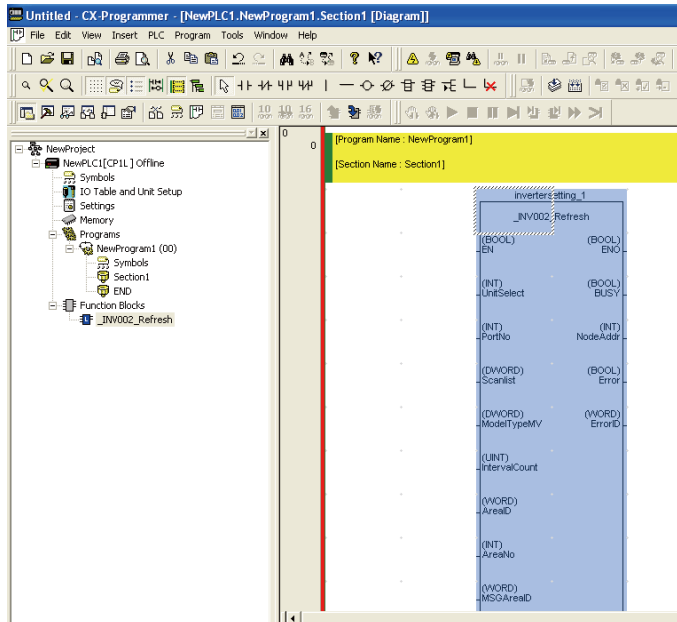 Untitled - CX-Programmer - [NewPLC1.NewProgram1.Section1 [Diagram]]
File Edit View Insert PLC Program Tools Window Help
10 10 16
NewProject
NewPLC1[CP1L] Offline
Symbols
IO Table and Unit Setup
Settings
Memory
Programs
NewProgram1 (00)
Symbols
Section1
END
Function Blocks
_INV002_Refresh
0
0
[Program Name : NewProgram1]
[Section Name : Section1]
invertersetting_1
_INV002_Refresh
(BOOL) (BOOL)
EN ENO
(INT) (BOOL)
UnitSelect BUSY
(INT) (INT)
PortNo NodeAddr
(DWORD) (BOOL)
Scanlist Error
(DWORD) (WORD)
ModelTypeMV ErrorID
(UINT)
IntervalCount
(WORD)
AreaID
(INT)
AreaNo
(WORD)
MSGAreaID